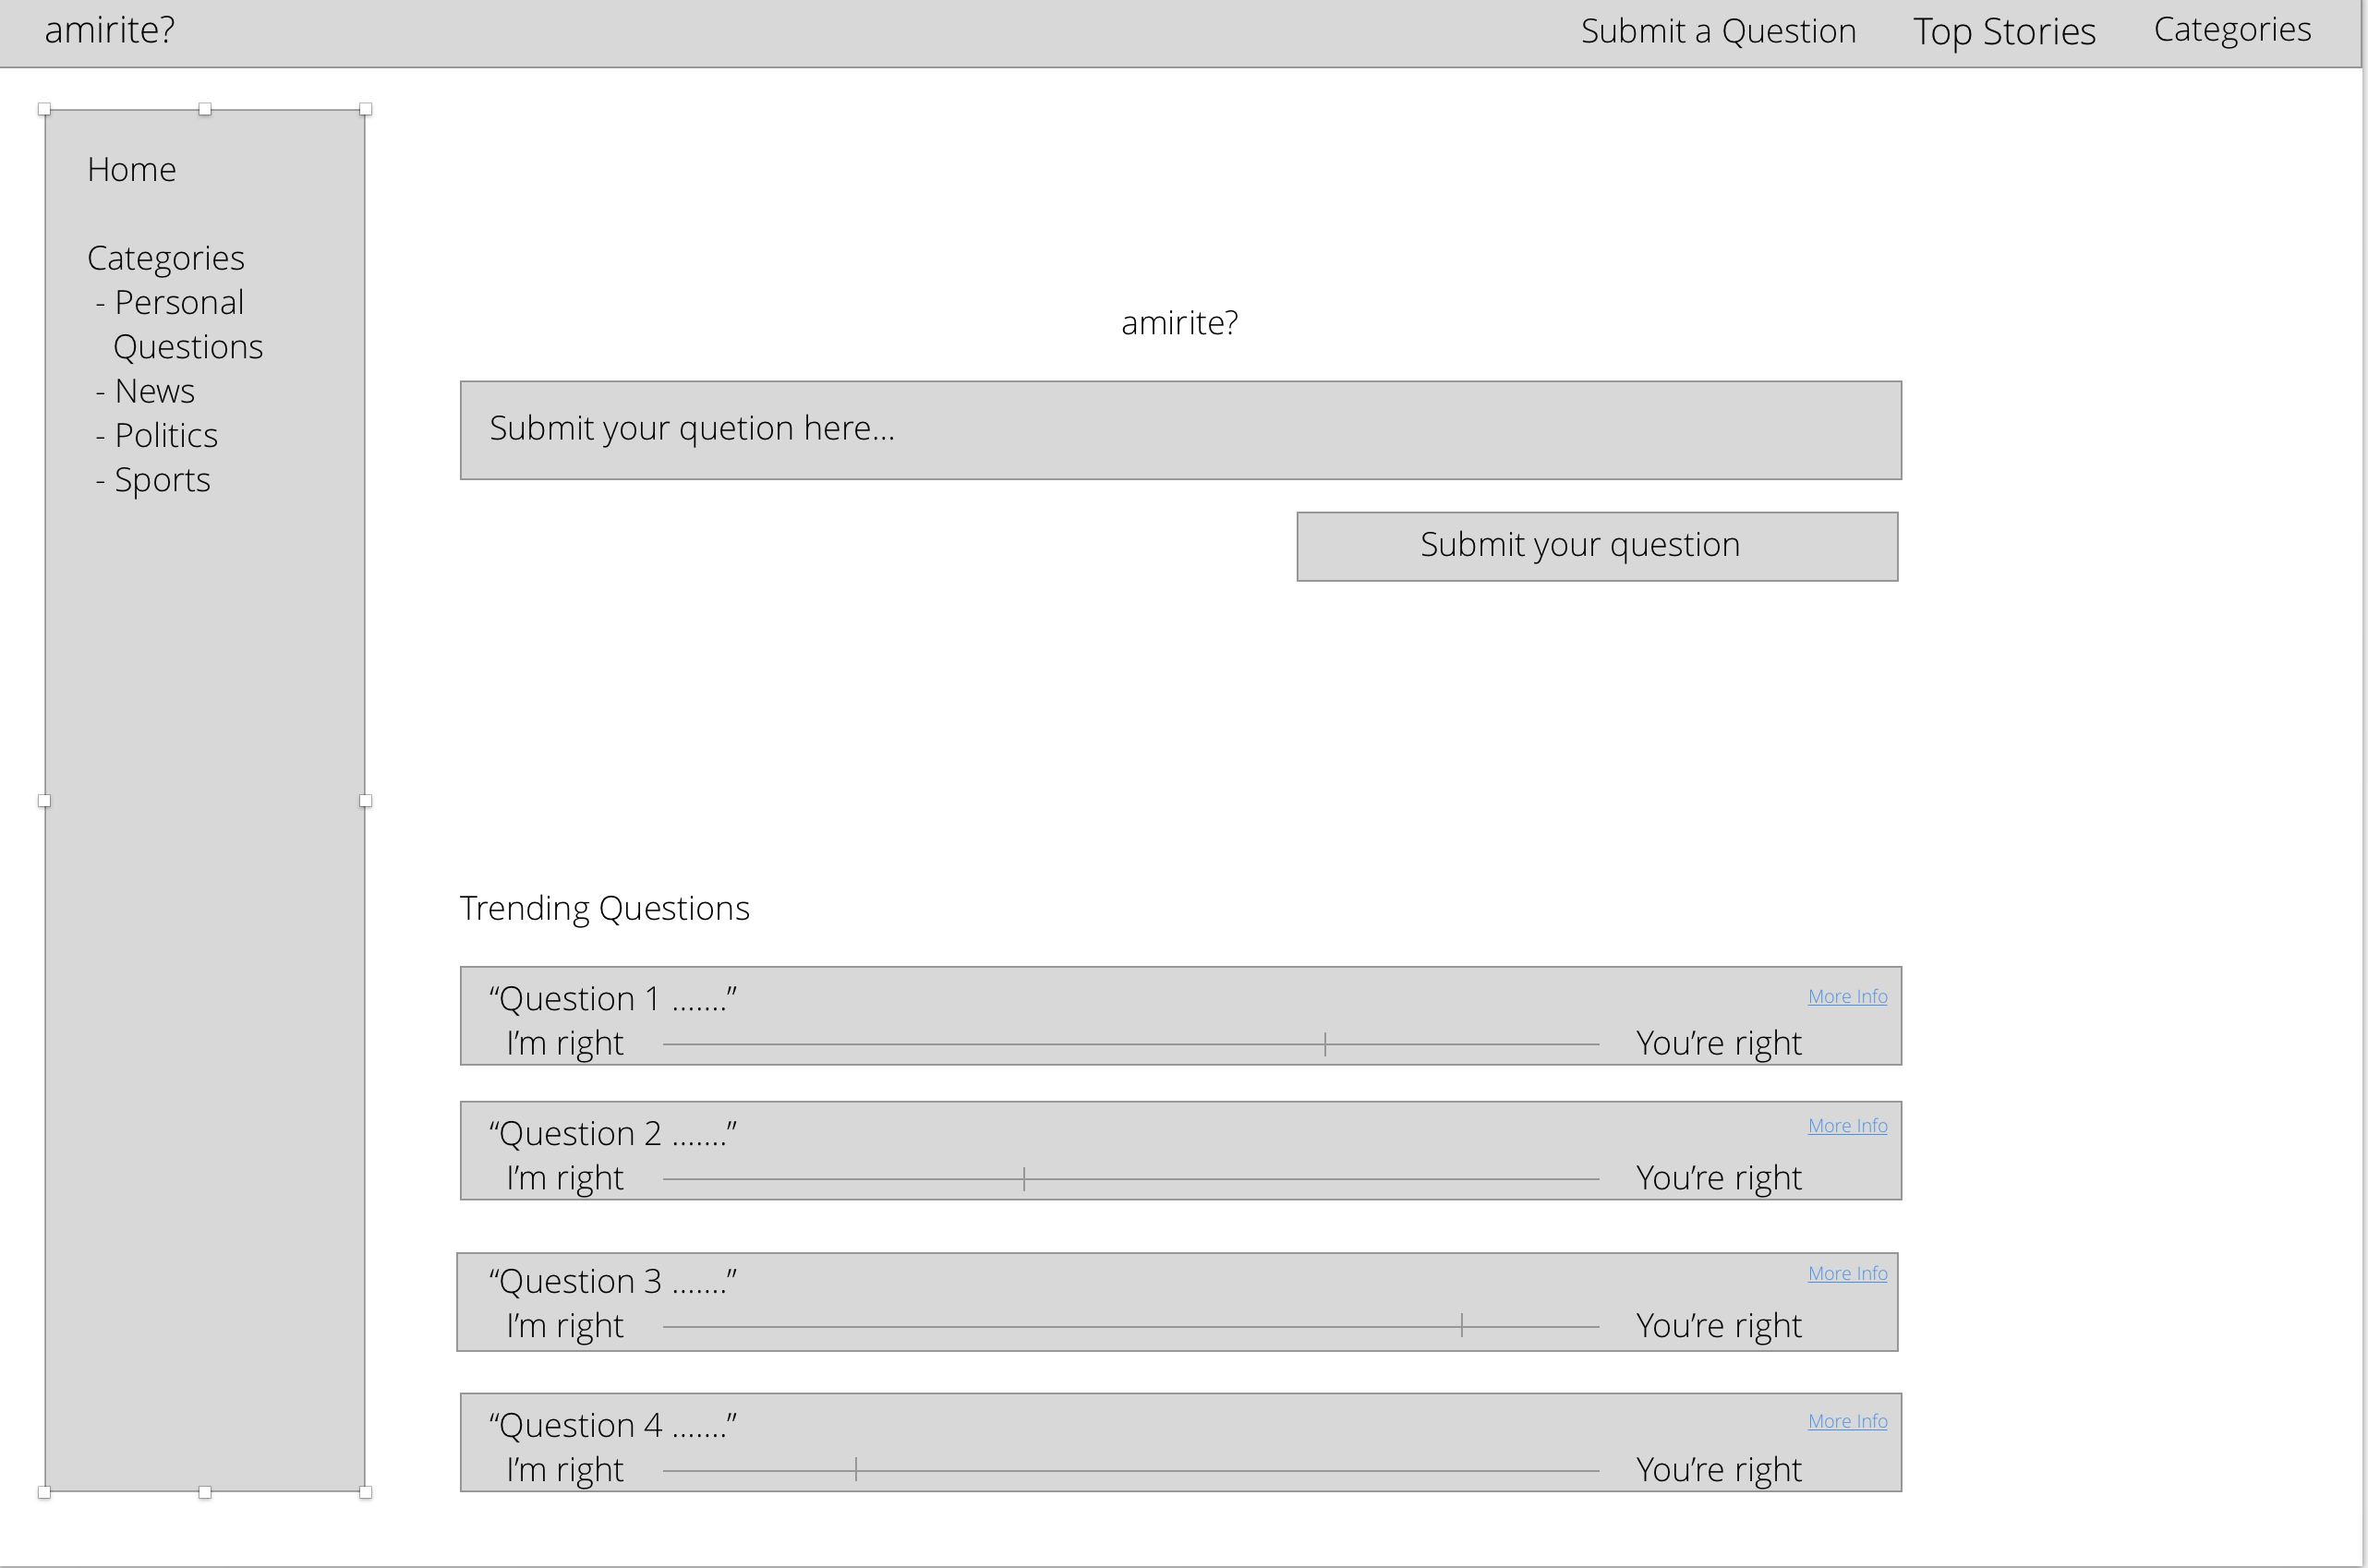 amirite?
Submit a Question
Top Stories
Categories
Home
Categories
- Personal
Questions
- News
- Politics
- Sports
amirite?
Submit your quetion here...
Submit your question
Trending Questions
“Question 1 .......”
More Info
I’m right
You’re right
“Question 2 .......”
More Info
I’m right
You’re right
“Question 3 .......”
More Info
I’m right
You’re right
“Question 4 .......”
More Info
I’m right
You’re right